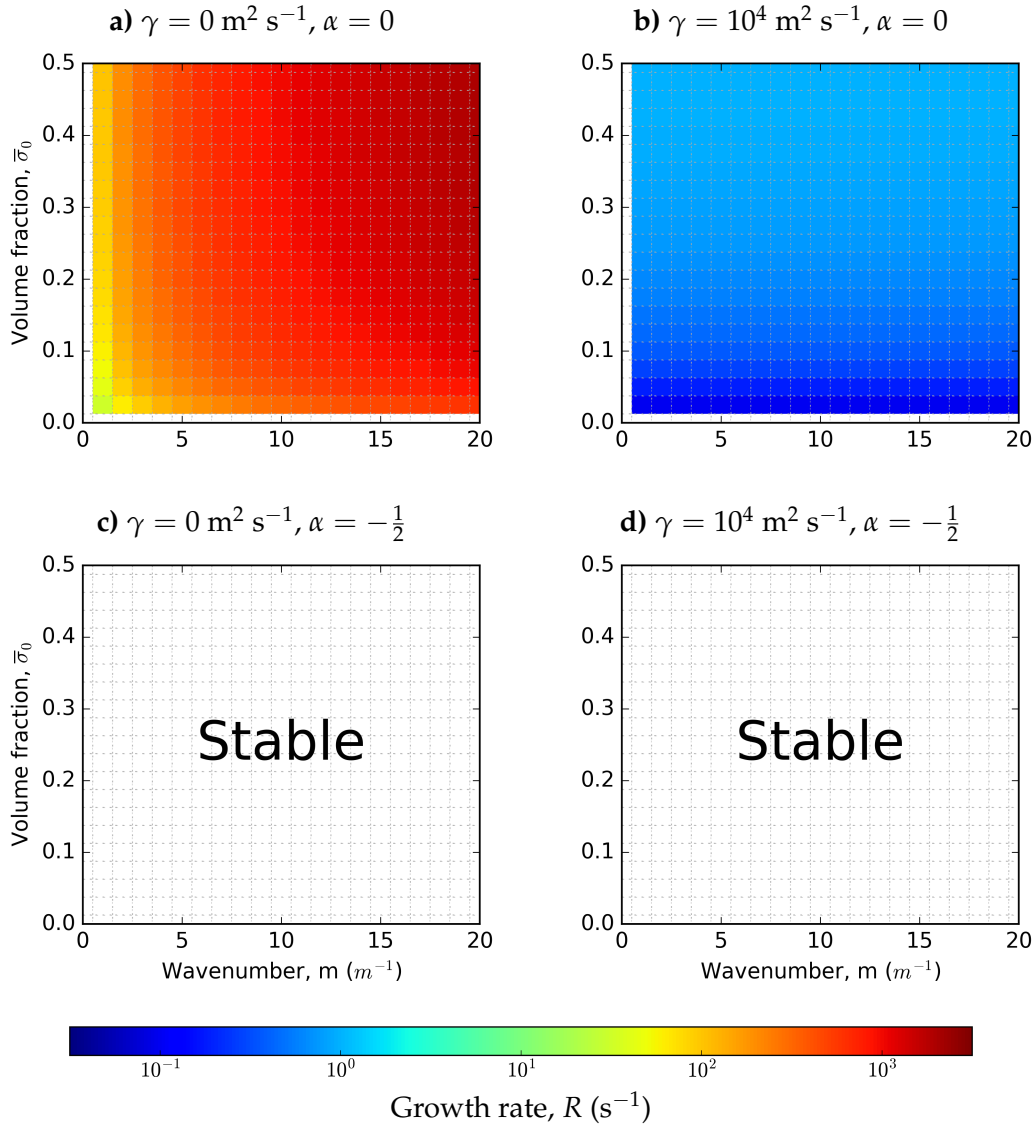 a) γ = 0 m² s⁻¹, α = 0
b) γ = 10⁴ m² s⁻¹, α = 0
Volume fraction, σ̅₀
0.5
0.4
0.3
0.2
0.1
0.0
0 5 10 15 20
0.5
0.4
0.3
0.2
0.1
0.0
0 5 10 15 20
c) γ = 0 m² s⁻¹, α = −½
d) γ = 10⁴ m² s⁻¹, α = −½
Volume fraction, σ̅₀
0.5
0.4
0.3
0.2
0.1
0.0
Stable
0 5 10 15 20
Wavenumber, m (m⁻¹)
0.5
0.4
0.3
0.2
0.1
0.0
Stable
0 5 10 15 20
Wavenumber, m (m⁻¹)
10⁻¹ 10⁰ 10¹ 10² 10³
Growth rate, R (s⁻¹)